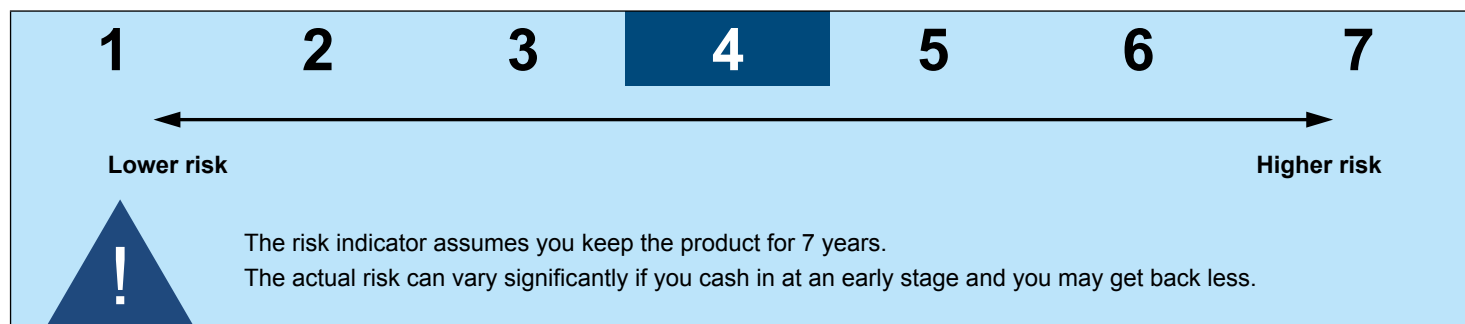 1 2 3 4 5 6 7
Lower risk Higher risk
!
The risk indicator assumes you keep the product for 7 years.
The actual risk can vary significantly if you cash in at an early stage and you may get back less.